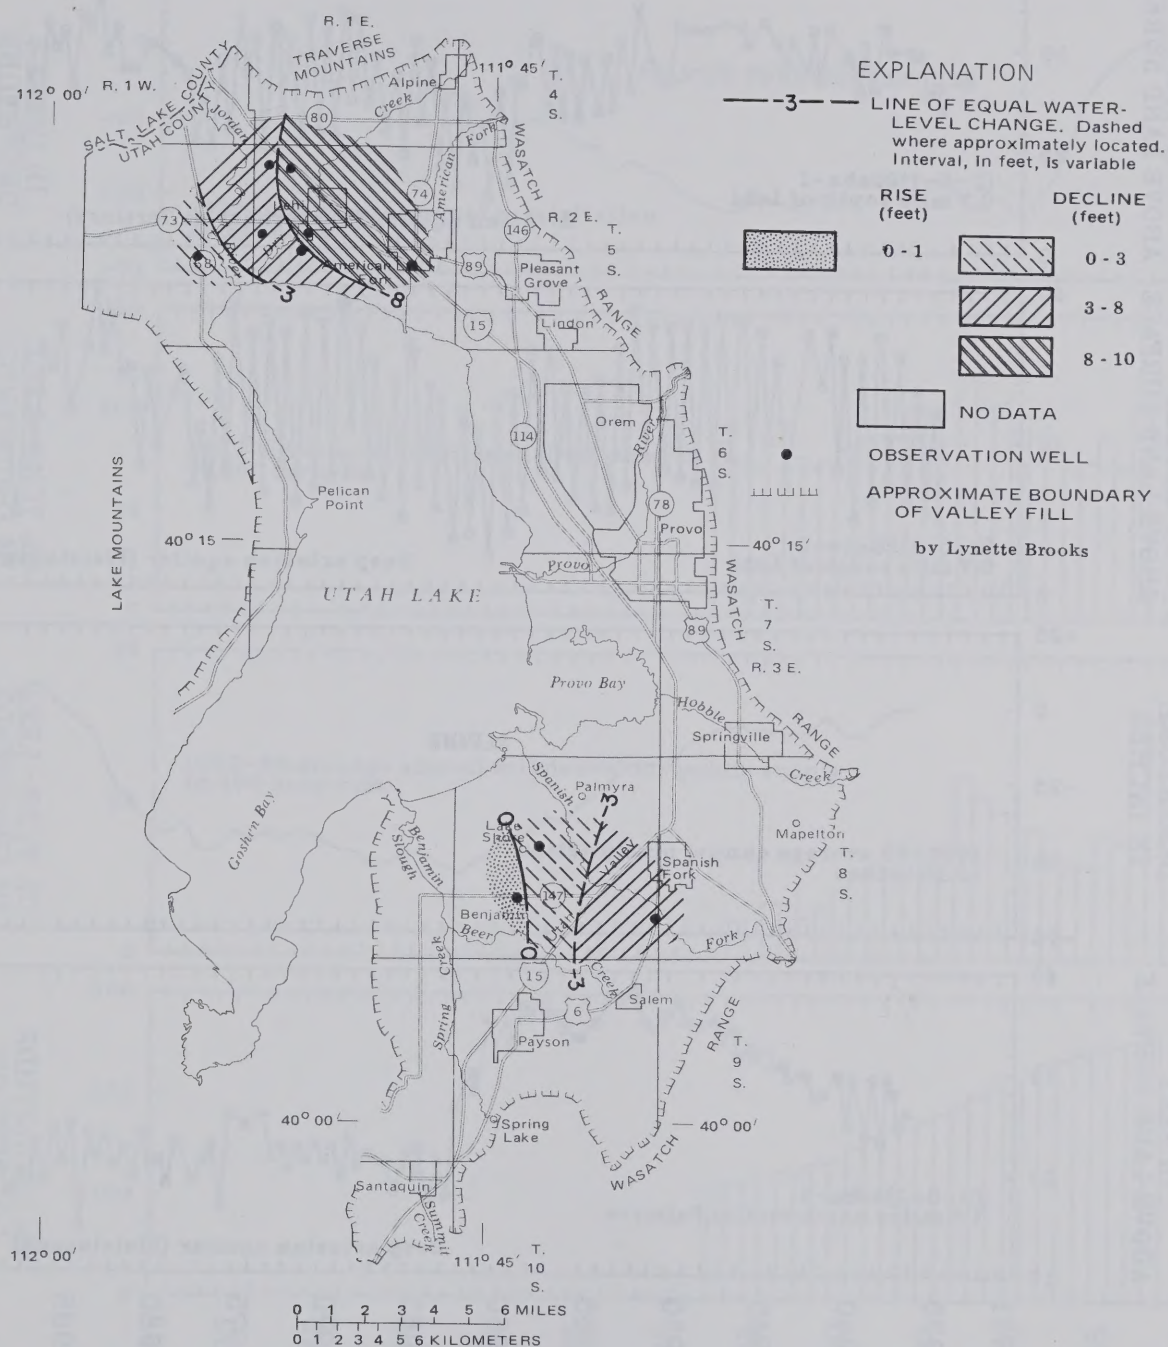 R. 1 E.
TRAVERSE
MOUNTAINS
111° 45′
T.
4
S.
112° 00′
R. 1 W.
SALT LAKE COUNTY
UTAH COUNTY
Jordan
River
Alpine
Creek
80
American
Fork
WASATCH
RANGE
74
Lehi
73
68
146
R. 2 E.
T.
5
S.
American
Fork
-3
-8
89
Pleasant
Grove
15
Lindon
EXPLANATION
-3
LINE OF EQUAL WATER-
LEVEL CHANGE. Dashed
where approximately located.
Interval, in feet, is variable
RISE
(feet)
DECLINE
(feet)
0 - 1
0 - 3
3 - 8
8 - 10
NO DATA
OBSERVATION WELL
APPROXIMATE BOUNDARY
OF VALLEY FILL
by Lynette Brooks
Orem
River
T.
6
S.
114
78
Pelican
Point
LAKE MOUNTAINS
40° 15′
Provo
40° 15′
Provo
WASATCH
RANGE
UTAH LAKE
T.
7
S.
89
R. 3 E.
Provo Bay
Hobble
Springville
Creek
Goshen Bay
Spanish
Palmyra
-3
0
Lake
Shore
Mapelton
T.
8
S.
Benjamin
Slough
Valley
Spanish
Fork
147
Benjamin
Beer
Utah
Fork
Creek
0
15
-3
Creek
Salem
6
Spring
Payson
RANGE
T.
9
S.
40° 00′
Spring
Lake
40° 00′
WASATCH
Santaquin
Summit
Creek
112° 00′
111° 45′
T.
10
S.
0 1 2 3 4 5 6 MILES
0 1 2 3 4 5 6 KILOMETERS